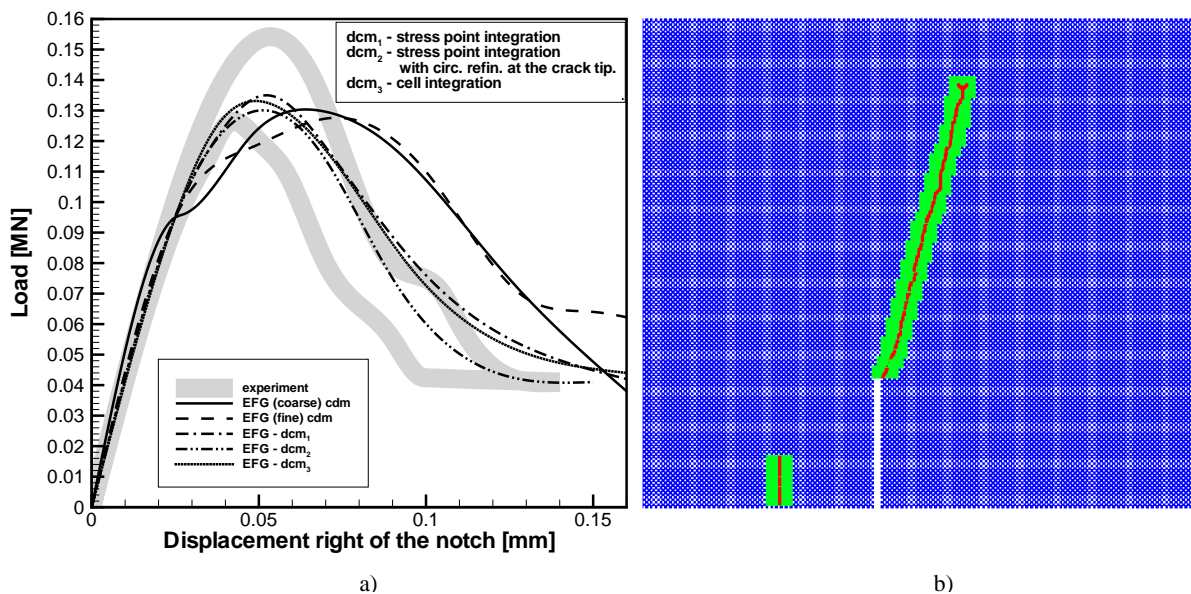 0.16
0.15
0.14
0.13
0.12
0.11
0.1
0.09
0.08
0.07
0.06
0.05
0.04
0.03
0.02
0.01
0
Load [MN]
dcm1 - stress point integration
dcm2 - stress point integration
with circ. refin. at the crack tip.
dcm3 - cell integration
experiment
EFG (coarse) cdm
EFG (fine) cdm
EFG - dcm1
EFG - dcm2
EFG - dcm3
0 0.05 0.1 0.15
Displacement right of the notch [mm]
a) b)